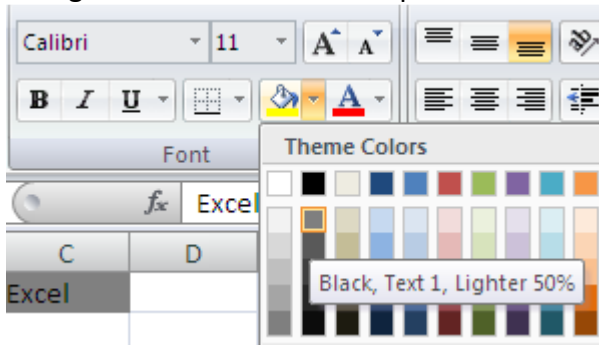 Calibri 11 A A
B I U A
Font
Theme Colors
fx Excel
C D
Black, Text 1, Lighter 50%
Excel